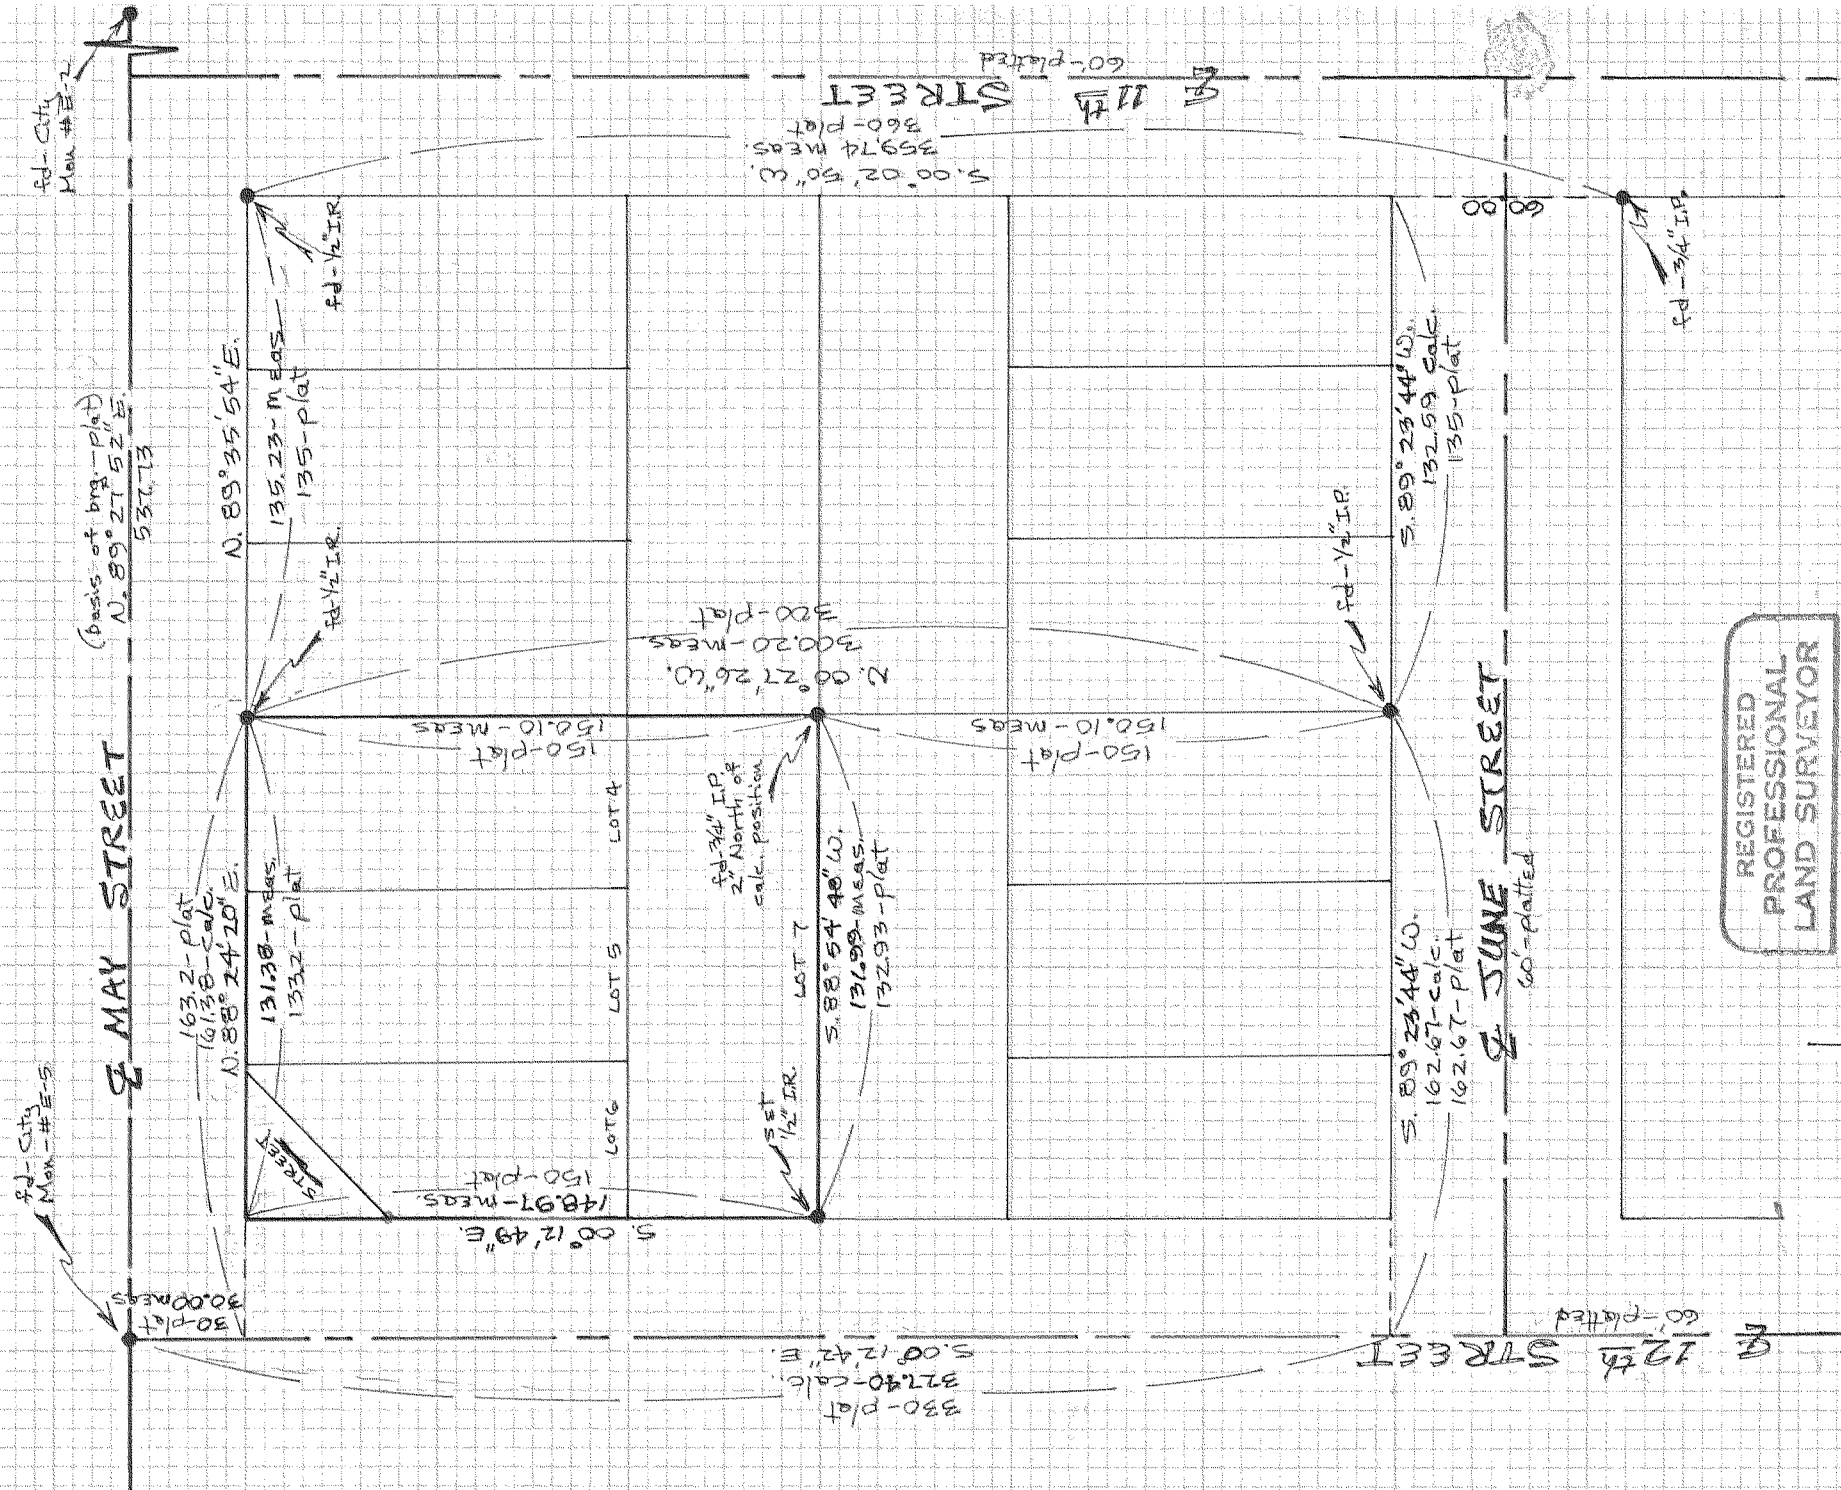 fd-City
Mon #E-2
(basis of brg.-plat)
N. 89° 27' 52" E.
537.73
℄ MAY STREET
fd-City
Mon-#E-5
℄ 11th STREET
60'-platted
S. 00° 02' 50" W.
359.74 meas.
360-plat
N. 89° 35' 54" E.
135.23-meas
135-plat
fd-½" I.R.
fd-½" I.R.
60.00
fd-3/4" I.P.
163.2-plat
161.38-calc.
N. 88° 24' 20" E.
131.38-meas.
133.2-plat
N. 00° 27' 26" W.
300.20-meas
300-plat
150.10-meas
150-plat
150.10-meas
150-plat
fd-½" I.P.
S. 89° 23' 44" W.
132.59 calc.
135-plat
LOT 4
LOT 5
LOT 6
LOT 7
fd-3/4" I.P.
2" North of
calc. position
S. 88° 54' 48" W.
131.99-meas.
132.93-plat
SET
½" I.R.
STREET
S. 00° 12' 49" E.
148.97-meas.
150-plat
S. 89° 23' 44" W.
162.67-calc.
162.67-plat
℄ JUNE STREET
60'-platted
30.00 meas
30-plat
S. 00° 12' 42" E.
327.40-calc.
330-plat
℄ 12th STREET
60'-platted
REGISTERED
PROFESSIONAL
LAND SURVEYOR